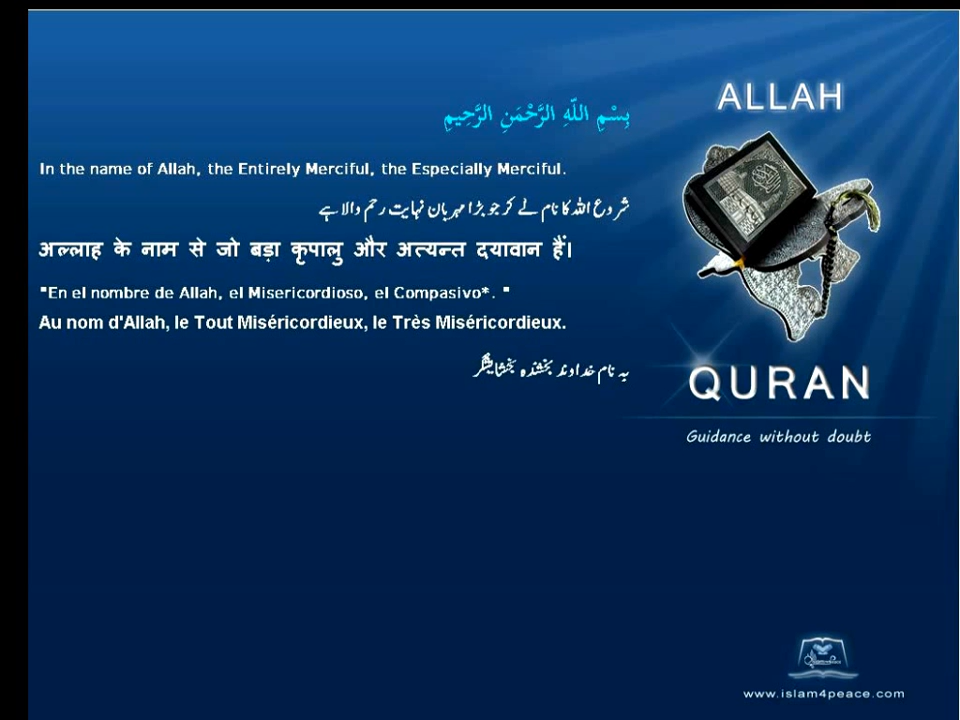 بِسْمِ اللّهِ الرَّحْمَنِ الرَّحِيمِ
In the name of Allah, the Entirely Merciful, the Especially Merciful.
شروع الله کا نام لے کر جو بڑا مہربان نہایت رحم والا ہے
अल्लाह के नाम से जो बड़ा कृपालु और अत्यन्त दयावान हैं।
"En el nombre de Allah, el Misericordioso, el Compasivo*. "
Au nom d'Allah, le Tout Miséricordieux, le Très Miséricordieux.
به نام خداوند بخشنده بخشایشگر
ALLAH
QURAN
Guidance without doubt
www.islam4peace.com